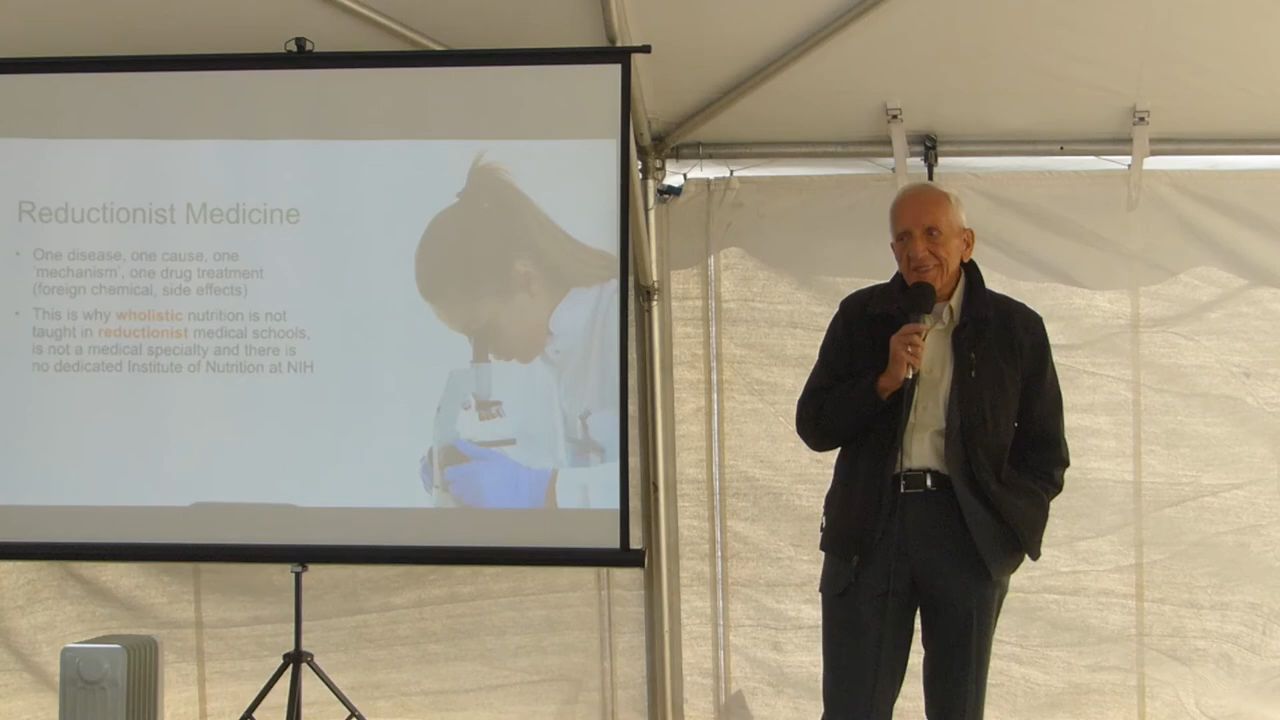 Reductionist Medicine
• One disease, one cause, one
'mechanism', one drug treatment
(foreign chemical, side effects)
• This is why wholistic nutrition is not
taught in reductionist medical schools,
is not a medical specialty and there is
no dedicated Institute of Nutrition at NIH